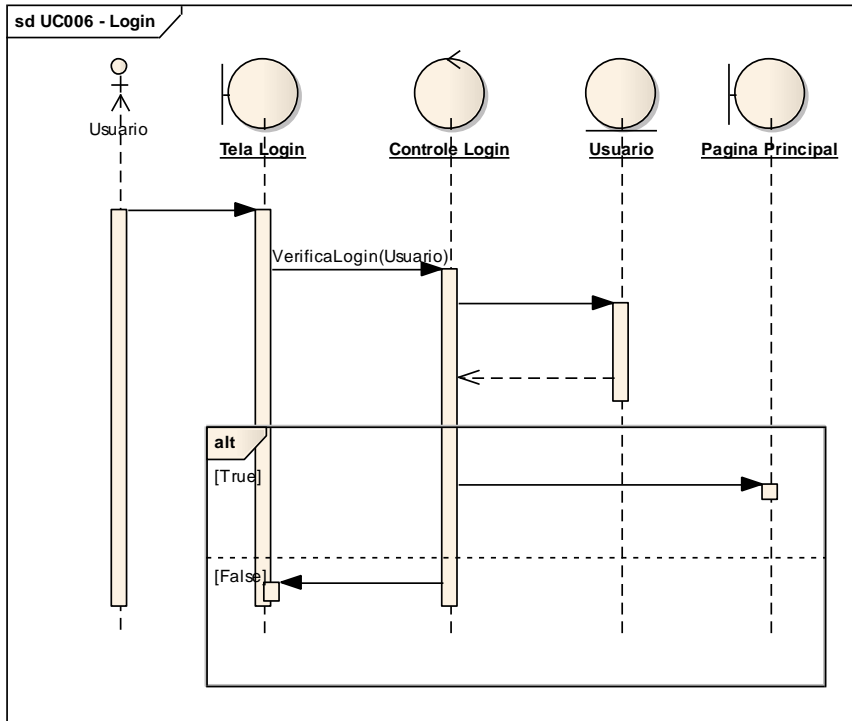 sd UC006 - Login
Usuario
Tela Login
Controle Login
Usuario
Pagina Principal
VerificaLogin(Usuario)
alt
[True]
[False]